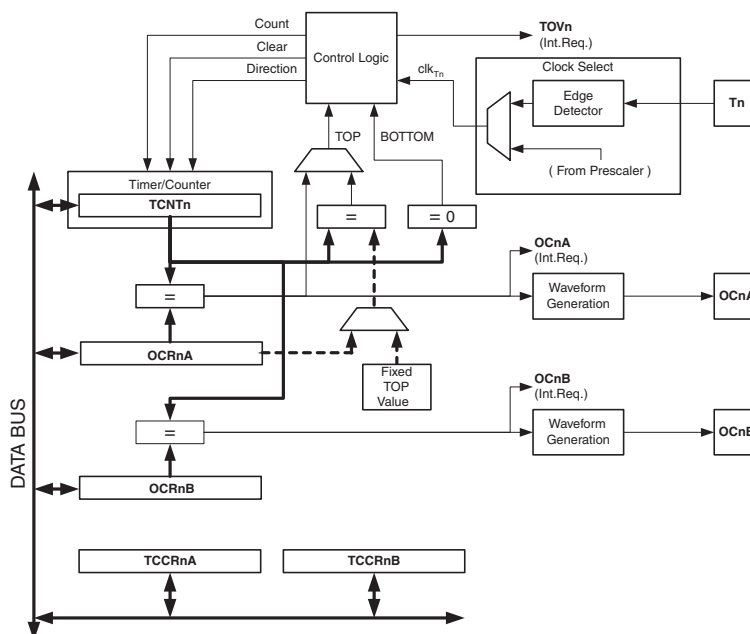 Count
Clear
Direction
Control Logic
TOVn
(Int.Req.)
clkTn
Clock Select
Edge
Detector
Tn
( From Prescaler )
TOP
BOTTOM
Timer/Counter
TCNTn
=
= 0
OCnA
(Int.Req.)
=
Waveform
Generation
OCnA
OCRnA
Fixed
TOP
Value
OCnB
(Int.Req.)
=
Waveform
Generation
OCnB
OCRnB
DATA BUS
TCCRnA
TCCRnB